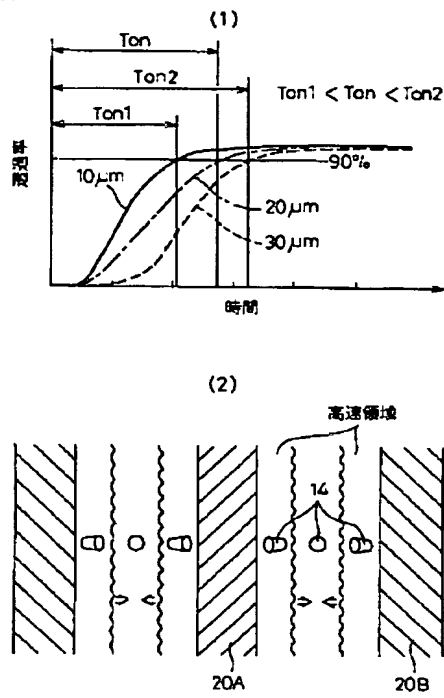 (1)
Ton
Ton2
Ton1
Ton1 < Ton < Ton2
透過率
90%
10μm
20μm
30μm
時間
(2)
高速領域
14
20A
20B